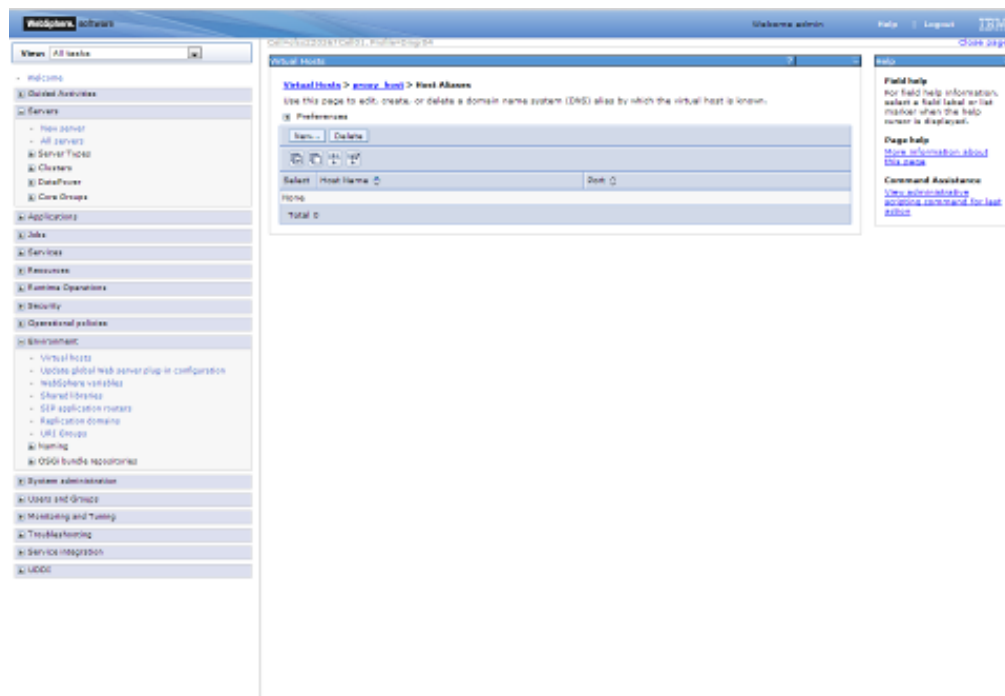 WebSphere. software
Welcome admin
Help | Logout
IBM
View: All tasks
Close page
Welcome
Guided Activities
Servers
New server
All servers
Server Types
Clusters
DataPower
Core Groups
Applications
Jobs
Services
Resources
Runtime Operations
Security
Operational policies
Environment
Virtual hosts
Update global Web server plug-in configuration
WebSphere variables
Shared libraries
SIP application routers
Replication domains
URI Groups
Naming
OSGi bundle repositories
System administration
Users and Groups
Monitoring and Tuning
Troubleshooting
Service integration
UDDI
Virtual Hosts
?
Virtual Hosts > proxy_host > Host Aliases
Use this page to edit, create, or delete a domain name system (DNS) alias by which the virtual host is known.
Preferences
New... Delete
Select Host Name Port
None
Total 0
Help
Field help
For field help information, select a field label or list marker when the help cursor is displayed.
Page help
More information about this page
Command Assistance
View administrative scripting command for last action